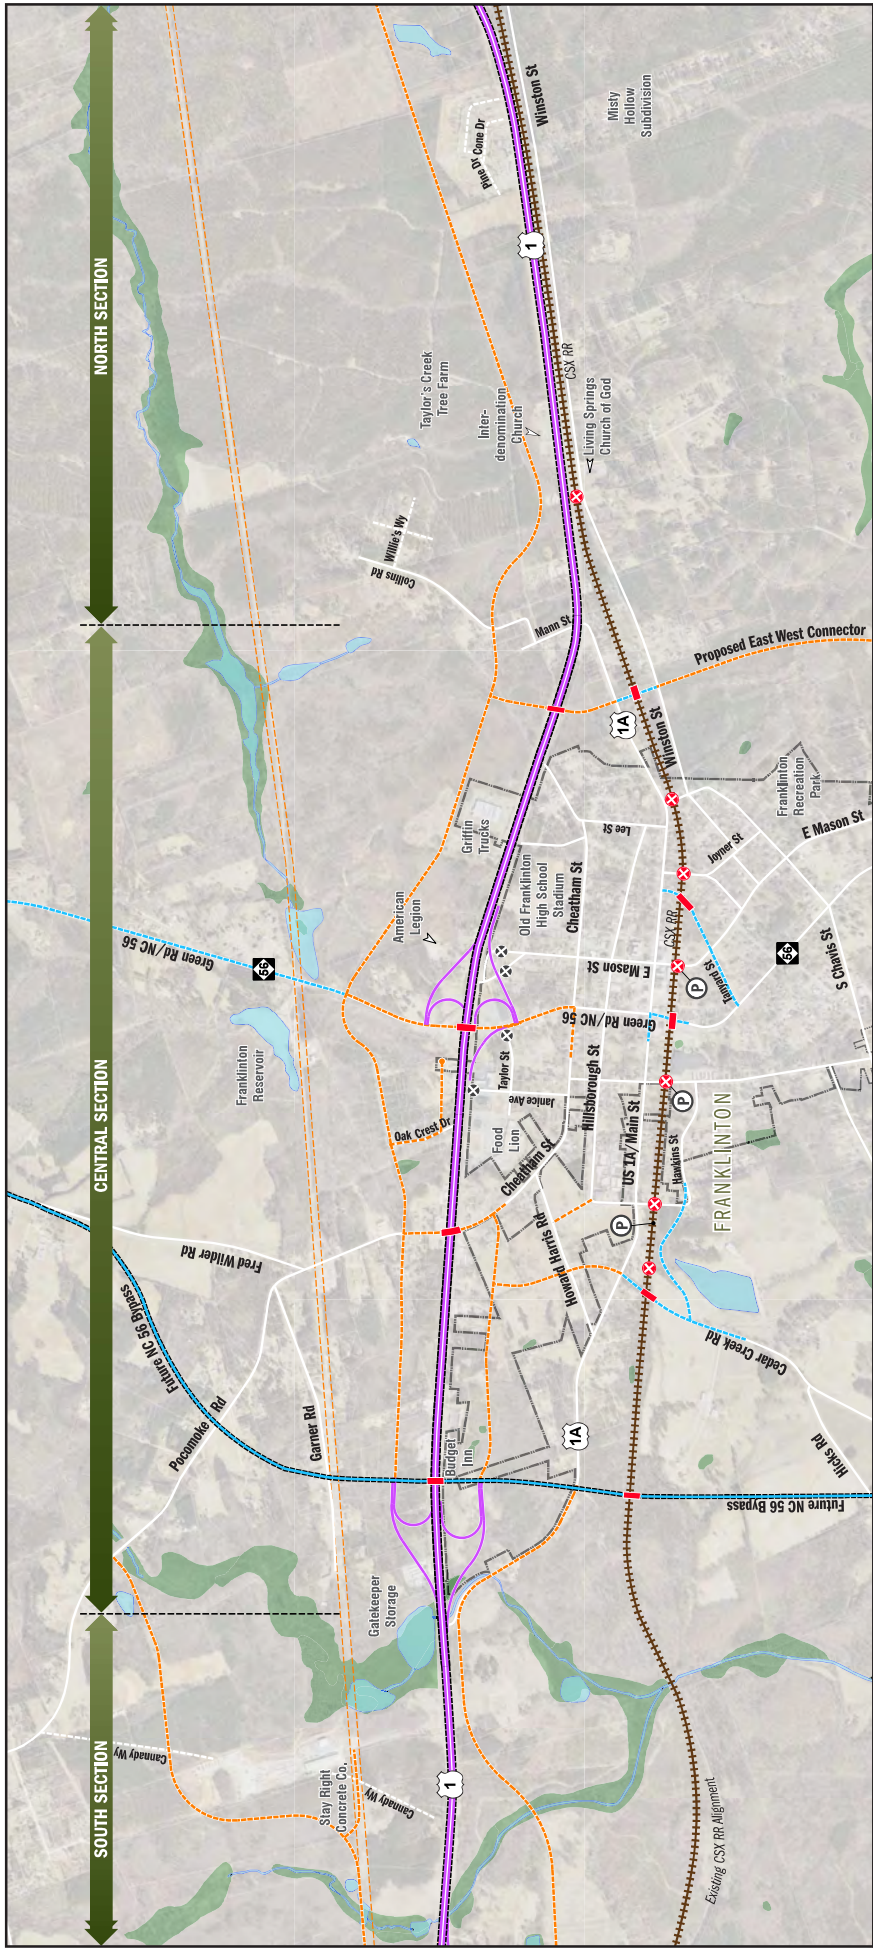 NORTH SECTION
CENTRAL SECTION
SOUTH SECTION
Winston St
Misty
Hollow
Subdivision
Pine Dr
Cone Dr
1
CSX RR
Taylor's Creek
Tree Farm
Inter-
denomination
Church
Living Springs
Church of God
Willie's Wy
Collins Rd
Mann St
Proposed East West Connector
1A
Winston St
Franklinton
Recreation
Park
Griffin
Trucks
Lee St
Joyner St
E Mason St
American
Legion
Old Franklinton
High School
Stadium
Cheatham St
CSX RR
Green Rd/NC 56
56
E Mason St
P
Tanyard St
56
S Chavis St
Franklinton
Reservoir
Green Rd/NC 56
Taylor St
Janice Ave
Hillsborough St
P
Oak Crest Dr
Food
Lion
Cheatham St
US 1A/Main St
Hawkins St
FRANKLINTON
Fred Wilder Rd
Howard Harris Rd
P
Future NC 56 Bypass
Cedar Creek Rd
Pocomoke Rd
Garner Rd
Budget
Inn
1A
Hicks Rd
Future NC 56 Bypass
Gatekeeper
Storage
Cannady Wy
Stay Right
Concrete Co,
Cannady Wy
1
Existing CSX RR Alignment